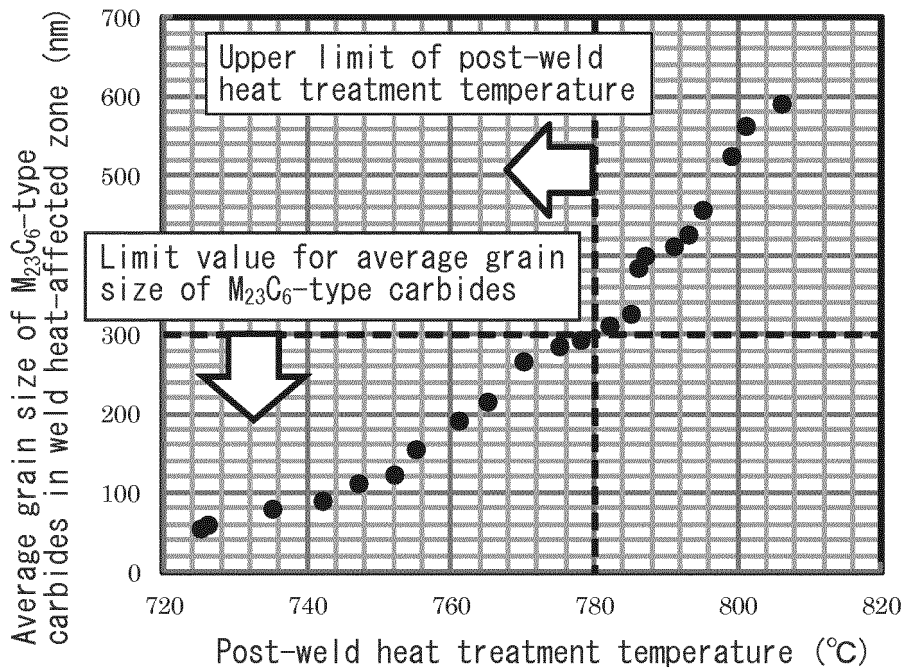 Average grain size of M₂₃C₆-type
carbides in weld heat-affected zone (nm)
700
600
500
300
200
100
0
Upper limit of post-weld
heat treatment temperature
Limit value for average grain
size of M₂₃C₆-type carbides
720 740 760 780 800 820
Post-weld heat treatment temperature (℃)